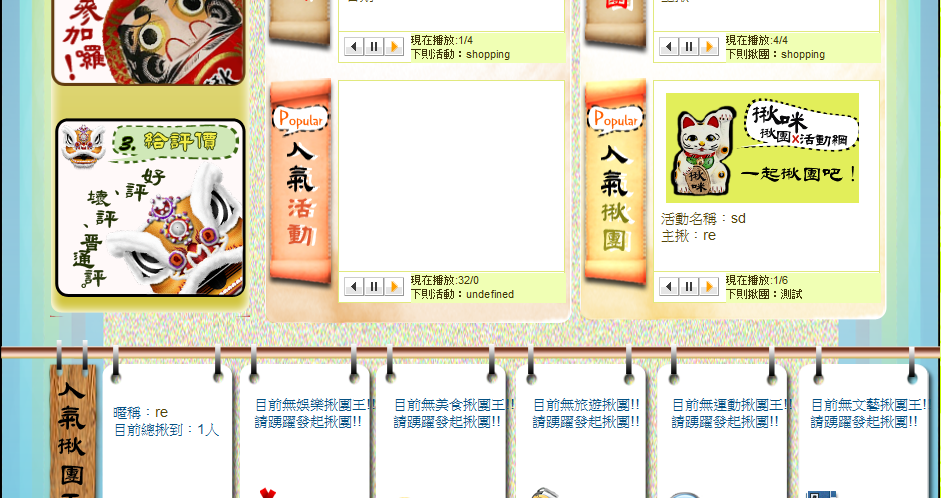 參加囉!
現在播放:1/4
下則活動：shopping
現在播放:4/4
下則揪團：shopping
3. 給評價
好評、
壞評、
普通評。
Popular
人氣活動
現在播放:32/0
下則活動：undefined
Popular
人氣揪團
揪咪
揪團×活動網
揪咪
一起揪團吧！
活動名稱：sd
主揪：re
現在播放:1/6
下則揪團：測試
人氣揪團
暱稱：re
目前總揪到：1人
目前無娛樂揪團王!!
請踴躍發起揪團!!
目前無美食揪團王!!
請踴躍發起揪團!!
目前無旅遊揪團!!
請踴躍發起揪團!!
目前無運動揪團王!!
請踴躍發起揪團!!
目前無文藝揪團王!!
請踴躍發起揪團!!